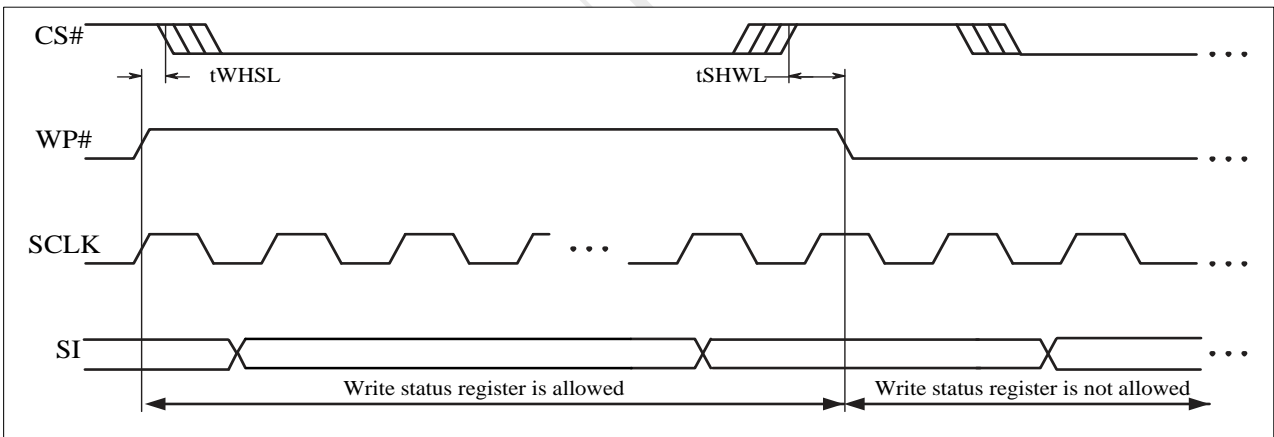 CS#
tWHSL
tSHWL
WP#
SCLK
SI
Write status register is allowed
Write status register is not allowed